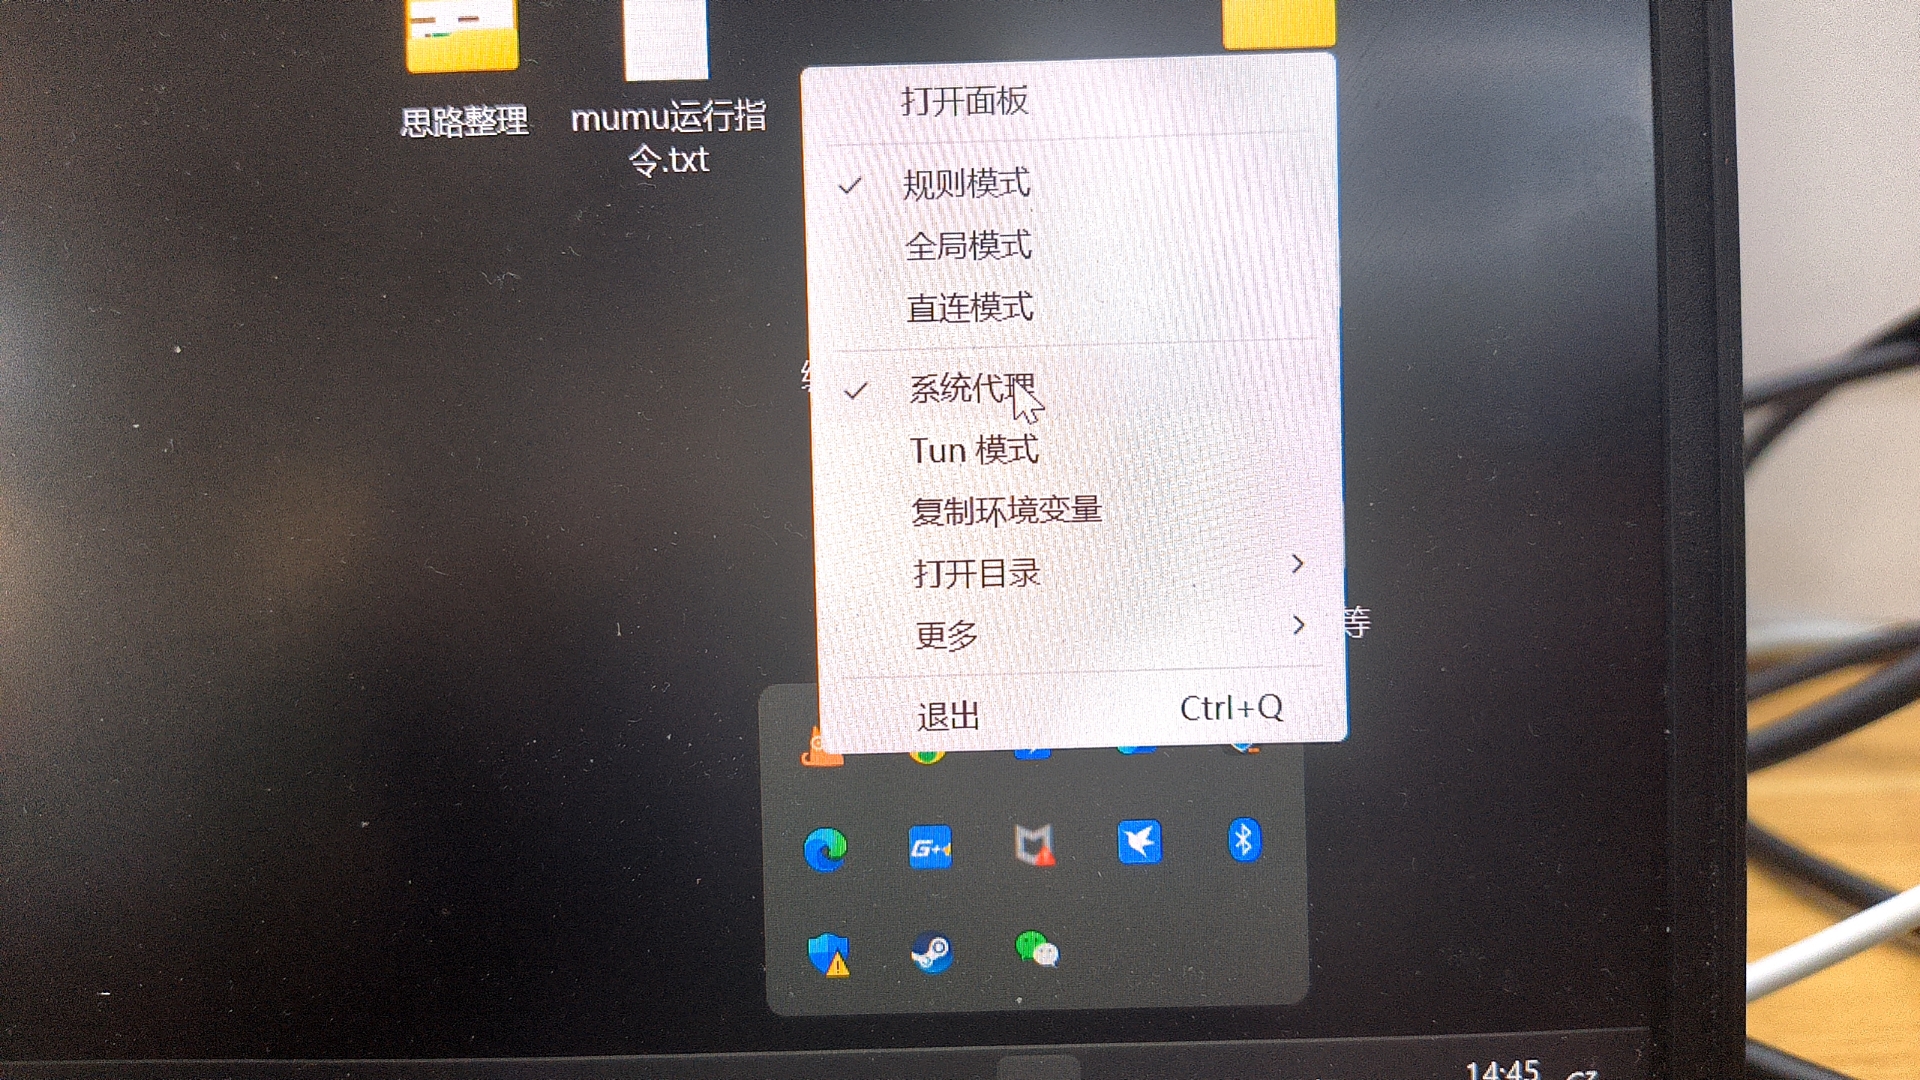 思路整理
mumu运行指
令.txt
打开面板
规则模式
全局模式
直连模式
系统代理
Tun 模式
复制环境变量
打开目录
更多
等
退出 Ctrl+Q
G++
14:45